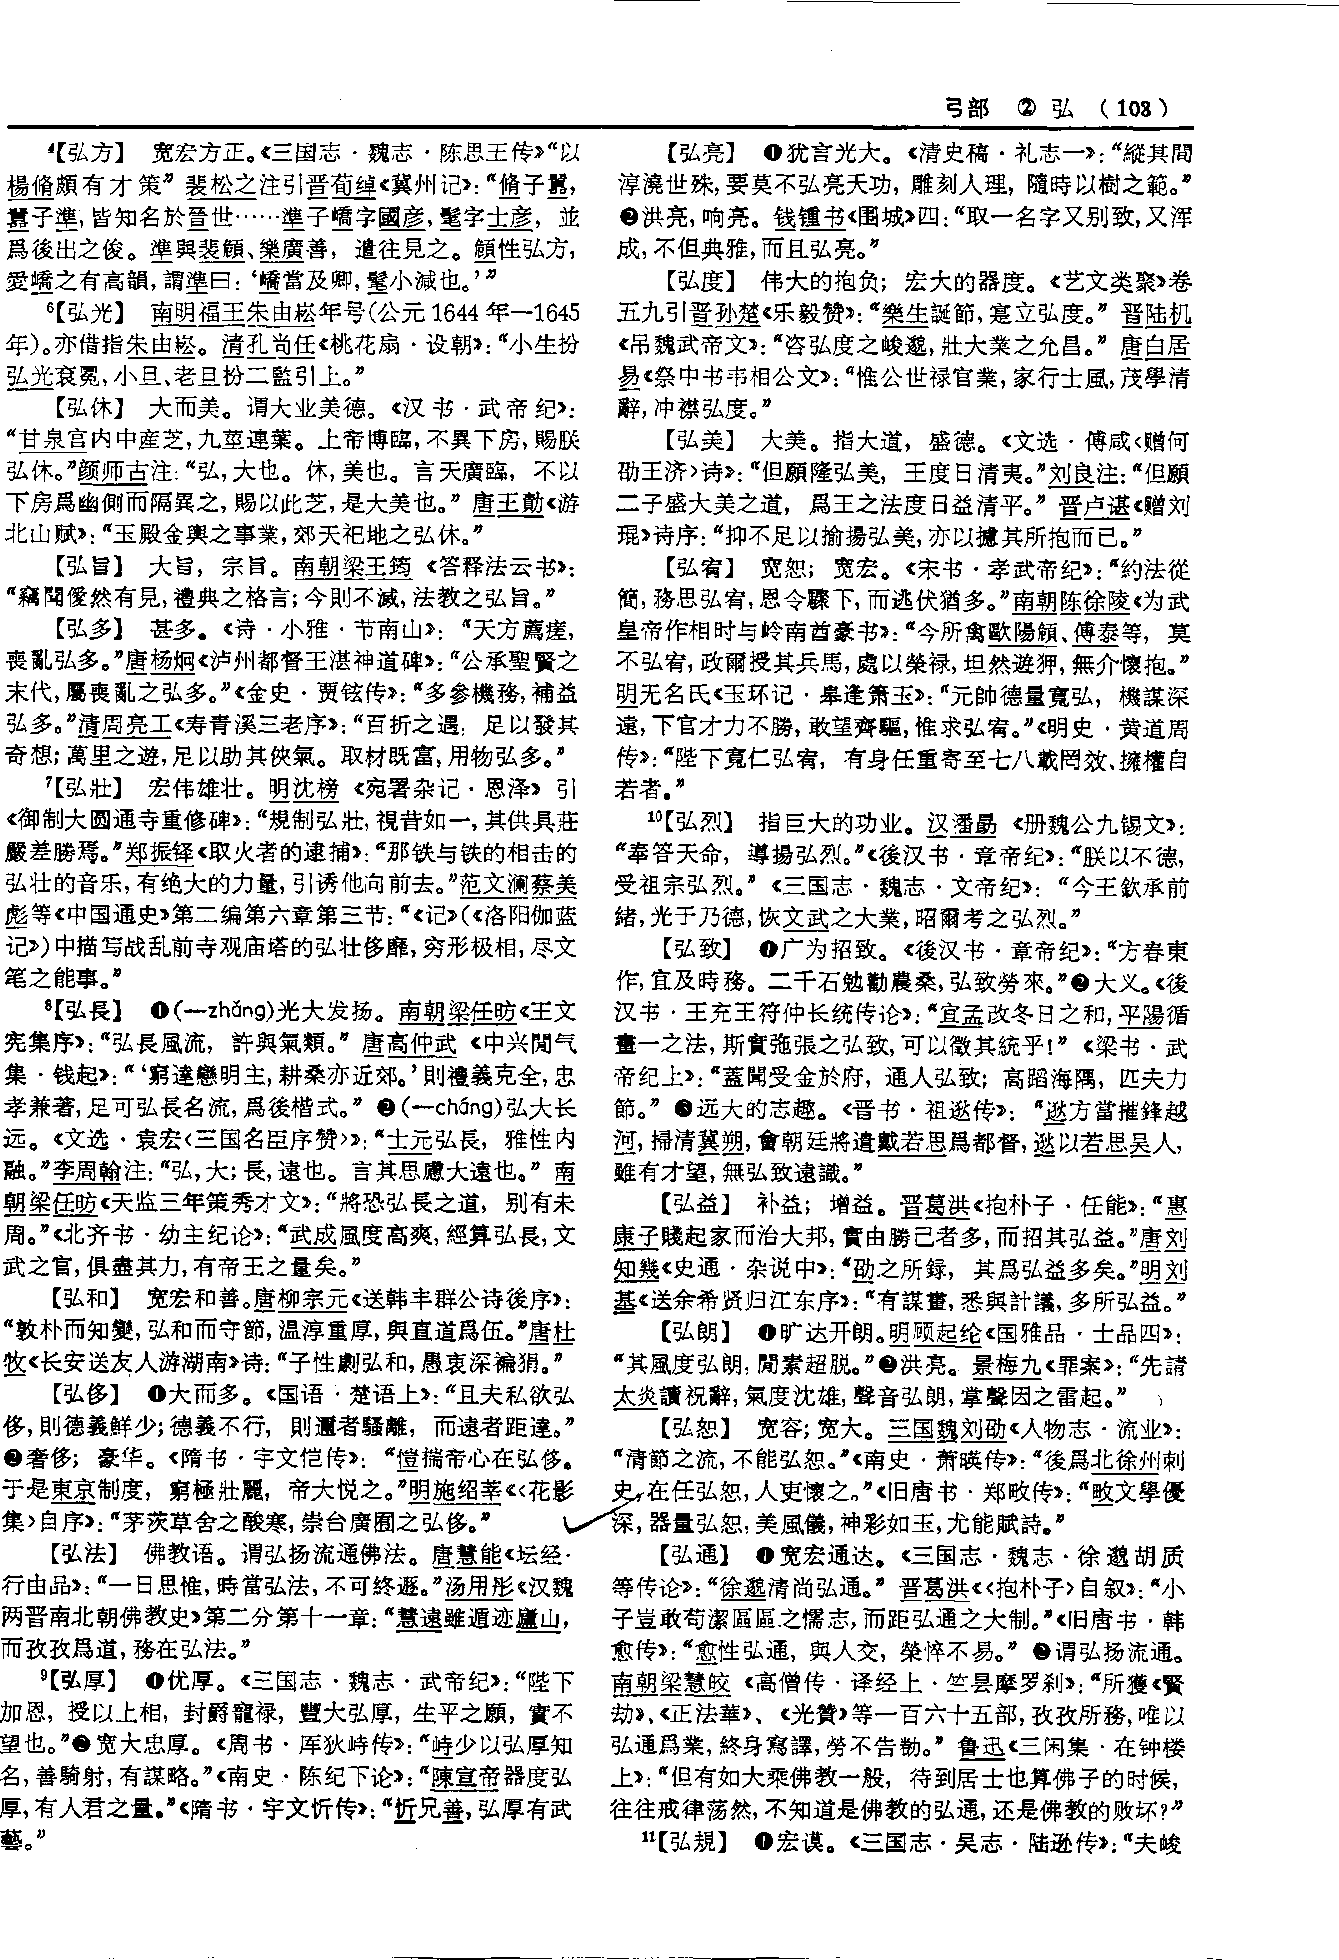 弓部 ② 弘 （103）
⁴【弘方】 宽宏方正。《三国志·魏志·陈思王传》“以
楊脩頗有才策”裴松之注引晋荀绰《冀州记》：“脩子囂，
囂子準，皆知名於晉世……準子嶠字國彦，髦字士彦，並
爲後出之俊。準與裴頠、樂廣善，遣往見之。頠性弘方，
愛嶠之有高韻，謂準曰：‘嶠當及卿，髦小減也。’”
⁶【弘光】 南明福王朱由崧年号（公元1644年—1645
年）。亦借指朱由崧。清孔尚任《桃花扇·设朝》：“小生扮
弘光衮冕，小旦、老旦扮二監引上。”
【弘休】 大而美。谓大业美德。《汉书·武帝纪》：
“甘泉宫内中産芝，九莖連葉。上帝博臨，不異下房，賜朕
弘休。”颜师古注：“弘，大也。休，美也。言天廣臨，不以
下房爲幽側而隔異之，賜以此芝，是大美也。”唐王勃《游
北山赋》：“玉殿金輿之事業，郊天祀地之弘休。”
【弘旨】 大旨，宗旨。南朝梁王筠《答释法云书》：
“竊聞僾然有見，禮典之格言；今則不滅，法教之弘旨。”
【弘多】 甚多。《诗·小雅·节南山》：“天方薦瘥，
喪亂弘多。”唐杨炯《泸州都督王湛神道碑》：“公承聖賢之
末代，屬喪亂之弘多。”《金史·贾铉传》：“多参機務，補益
弘多。”清周亮工《寿青溪三老序》：“百折之遇，足以發其
奇想；萬里之遊，足以助其俠氣。取材既富，用物弘多。”
⁷【弘壯】 宏伟雄壮。明沈榜《宛署杂记·恩泽》引
《御制大圆通寺重修碑》：“規制弘壯，視昔如一，其供具莊
嚴差勝焉。”郑振铎《取火者的逮捕》：“那铁与铁的相击的
弘壮的音乐，有绝大的力量，引诱他向前去。”范文澜蔡美
彪等《中国通史》第二编第六章第三节：“《记》（《洛阳伽蓝
记》）中描写战乱前寺观庙塔的弘壮侈靡，穷形极相，尽文
笔之能事。”
⁸【弘長】 ❶（—zhǎng）光大发扬。南朝梁任昉《王文
宪集序》：“弘長風流，許與氣類。”唐高仲武《中兴閒气
集·钱起》：“‘窮達戀明主，耕桑亦近郊。’則禮義克全，忠
孝兼著，足可弘長名流，爲後楷式。”❷（—cháng）弘大长
远。《文选·袁宏〈三国名臣序赞〉》：“士元弘長，雅性内
融。”李周翰注：“弘，大；長，遠也。言其思慮大遠也。”南
朝梁任昉《天监三年策秀才文》：“將恐弘長之道，别有未
周。”《北齐书·幼主纪论》：“武成風度高爽，經算弘長，文
武之官，俱盡其力，有帝王之量矣。”
【弘和】 宽宏和善。唐柳宗元《送韩丰群公诗後序》：
“敦朴而知變，弘和而守節，温淳重厚，與直道爲伍。”唐杜
牧《长安送友人游湖南》诗：“子性劇弘和，愚衷深褊狷。”
【弘侈】 ❶大而多。《国语·楚语上》：“且夫私欲弘
侈，則德義鮮少；德義不行，則邇者騷離，而遠者距違。”
❷奢侈；豪华。《隋书·宇文恺传》：“愷揣帝心在弘侈。
于是東京制度，窮極壯麗，帝大悦之。”明施绍莘《〈花影
集〉自序》：“茅茨草舍之酸寒，崇台廣囿之弘侈。”
【弘法】 佛教语。谓弘扬流通佛法。唐慧能《坛经·
行由品》：“一日思惟，時當弘法，不可終遯。”汤用彤《汉魏
两晋南北朝佛教史》第二分第十一章：“慧遠雖遁迹廬山，
而孜孜爲道，務在弘法。”
⁹【弘厚】 ❶优厚。《三国志·魏志·武帝纪》：“陛下
加恩，授以上相，封爵寵禄，豐大弘厚，生平之願，實不
望也。”❷宽大忠厚。《周书·厍狄峙传》：“峙少以弘厚知
名，善騎射，有謀略。”《南史·陈纪下论》：“陳宣帝器度弘
厚，有人君之量。”《隋书·宇文忻传》：“忻兄善，弘厚有武
藝。”
【弘亮】 ❶犹言光大。《清史稿·礼志一》：“縱其間
淳澆世殊，要莫不弘亮天功，雕刻人理，隨時以樹之範。”
❷洪亮，响亮。钱锺书《围城》四：“取一名字又别致，又浑
成，不但典雅，而且弘亮。”
【弘度】 伟大的抱负；宏大的器度。《艺文类聚》卷
五九引晋孙楚《乐毅赞》：“樂生誕節，寔立弘度。”晋陆机
《吊魏武帝文》：“咨弘度之峻邈，壯大業之允昌。”唐白居
易《祭中书韦相公文》：“惟公世禄官業，家行士風，茂學清
辭，冲襟弘度。”
【弘美】 大美。指大道，盛德。《文选·傅咸〈赠何
劭王济〉诗》：“但願隆弘美，王度日清夷。”刘良注：“但願
二子盛大美之道，爲王之法度日益清平。”晋卢谌《赠刘
琨》诗序：“抑不足以揄揚弘美，亦以攄其所抱而已。”
【弘宥】 宽恕；宽宏。《宋书·孝武帝纪》：“約法從
簡，務思弘宥，恩令驟下，而逃伏猶多。”南朝陈徐陵《为武
皇帝作相时与岭南酋豪书》：“今所禽歐陽頠、傅泰等，莫
不弘宥，政爾授其兵馬，處以榮禄，坦然遊狎，無介懷抱。”
明无名氏《玉环记·皋逢箫玉》：“元帥德量寬弘，機謀深
遠，下官才力不勝，敢望齊驅，惟求弘宥。”《明史·黄道周
传》：“陛下寬仁弘宥，有身任重寄至七八載罔效、擁權自
若者。”
¹⁰【弘烈】 指巨大的功业。汉潘勗《册魏公九锡文》：
“奉答天命，導揚弘烈。”《後汉书·章帝纪》：“朕以不德，
受祖宗弘烈。”《三国志·魏志·文帝纪》：“今王欽承前
緒，光于乃德，恢文武之大業，昭爾考之弘烈。”
【弘致】 ❶广为招致。《後汉书·章帝纪》：“方春東
作，宜及時務。二千石勉勸農桑，弘致勞來。”❷大义。《後
汉书·王充王符仲长统传论》：“宜孟改冬日之和，平陽循
畫一之法，斯實弛張之弘致，可以徵其統乎！”《梁书·武
帝纪上》：“蓋聞受金於府，通人弘致；高蹈海隅，匹夫力
節。”❸远大的志趣。《晋书·祖逖传》：“逖方當摧鋒越
河，掃清冀朔，會朝廷將遣戴若思爲都督，逖以若思吴人，
雖有才望，無弘致遠識。”
【弘益】 补益；增益。晋葛洪《抱朴子·任能》：“惠
康子賤起家而治大邦，實由勝己者多，而招其弘益。”唐刘
知幾《史通·杂说中》：“劭之所録，其爲弘益多矣。”明刘
基《送余希贤归江东序》：“有謀畫，悉與計議，多所弘益。”
【弘朗】 ❶旷达开朗。明顾起纶《国雅品·士品四》：
“其風度弘朗，閒素超脱。”❷洪亮。景梅九《罪案》：“先請
太炎讀祝辭，氣度沈雄，聲音弘朗，掌聲因之雷起。”
【弘恕】 宽容；宽大。三国魏刘劭《人物志·流业》：
“清節之流，不能弘恕。”《南史·萧暎传》：“後爲北徐州刺
史，在任弘恕，人吏懷之。”《旧唐书·郑畋传》：“畋文學優
深，器量弘恕，美風儀，神彩如玉，尤能賦詩。”
【弘通】 ❶宽宏通达。《三国志·魏志·徐邈胡质
等传论》：“徐邈清尚弘通。”晋葛洪《〈抱朴子〉自叙》：“小
子豈敢苟潔區區之懦志，而距弘通之大制。”《旧唐书·韩
愈传》：“愈性弘通，與人交，榮悴不易。”❷谓弘扬流通。
南朝梁慧皎《高僧传·译经上·竺昙摩罗刹》：“所獲《賢
劫》、《正法華》、《光贊》等一百六十五部，孜孜所務，唯以
弘通爲業，終身寫譯，勞不告勌。”鲁迅《三闲集·在钟楼
上》：“但有如大乘佛教一般，待到居士也算佛子的时侯，
往往戒律荡然，不知道是佛教的弘通，还是佛教的败坏？”
¹¹【弘規】 ❶宏谟。《三国志·吴志·陆逊传》：“夫峻